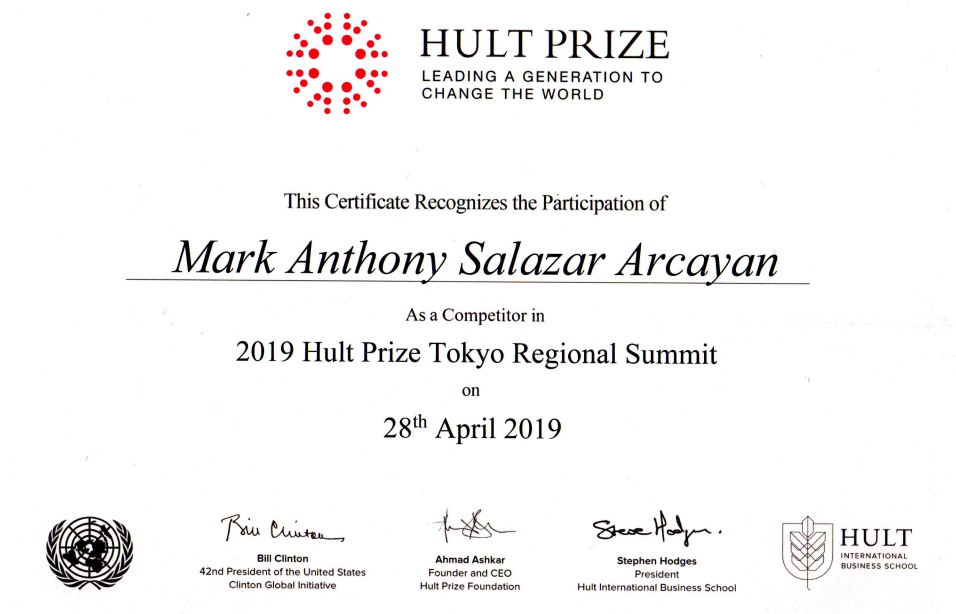 HULT PRIZE
LEADING A GENERATION TO
CHANGE THE WORLD
This Certificate Recognizes the Participation of
Mark Anthony Salazar Arcayan
As a Competitor in
2019 Hult Prize Tokyo Regional Summit
on
28th April 2019
Bill Clinton
Steve Hodges.
Bill Clinton
42nd President of the United States
Clinton Global Initiative
Ahmad Ashkar
Founder and CEO
Hult Prize Foundation
Stephen Hodges
President
Hult International Business School
HULT
INTERNATIONAL
BUSINESS SCHOOL